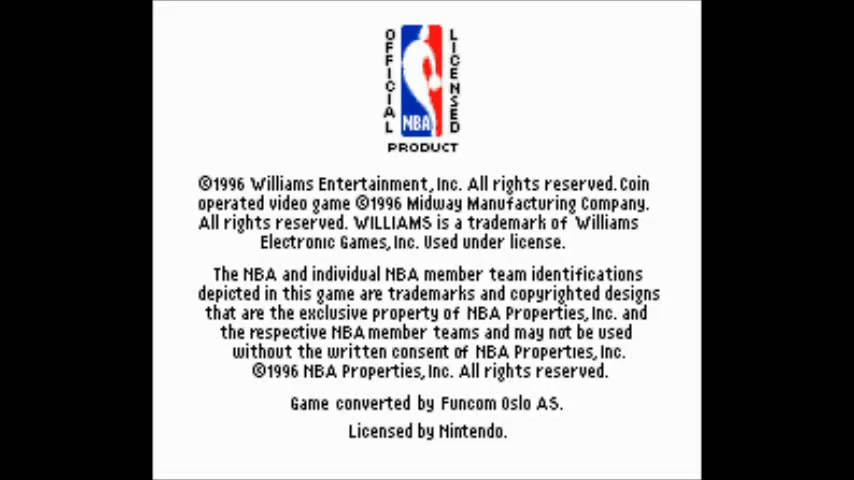 OFFICIAL
LICENSED
NBA
PRODUCT
©1996 Williams Entertainment, Inc. All rights reserved. Coin
operated video game ©1996 Midway Manufacturing Company.
All rights reserved. WILLIAMS is a trademark of Williams
Electronic Games, Inc. Used under license.
The NBA and individual NBA member team identifications
depicted in this game are trademarks and copyrighted designs
that are the exclusive property of NBA Properties, Inc. and
the respective NBA member teams and may not be used
without the written consent of NBA Properties, Inc.
©1996 NBA Properties, Inc. All rights reserved.
Game converted by Funcom Oslo AS.
Licensed by Nintendo.